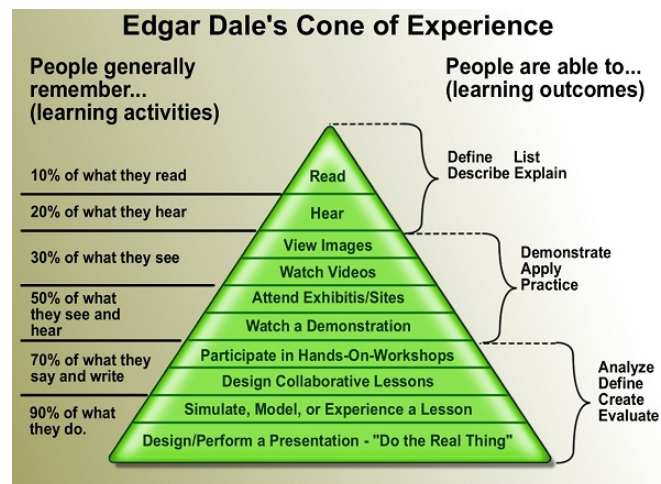 Edgar Dale's Cone of Experience
People generally
remember...
(learning activities)
People are able to...
(learning outcomes)
10% of what they read
20% of what they hear
30% of what they see
50% of what
they see and
hear
70% of what they
say and write
90% of what
they do.
Read
Hear
View Images
Watch Videos
Attend Exhibitis/Sites
Watch a Demonstration
Participate in Hands-On-Workshops
Design Collaborative Lessons
Simulate, Model, or Experience a Lesson
Design/Perform a Presentation - "Do the Real Thing"
Define List
Describe Explain
Demonstrate
Apply
Practice
Analyze
Define
Create
Evaluate